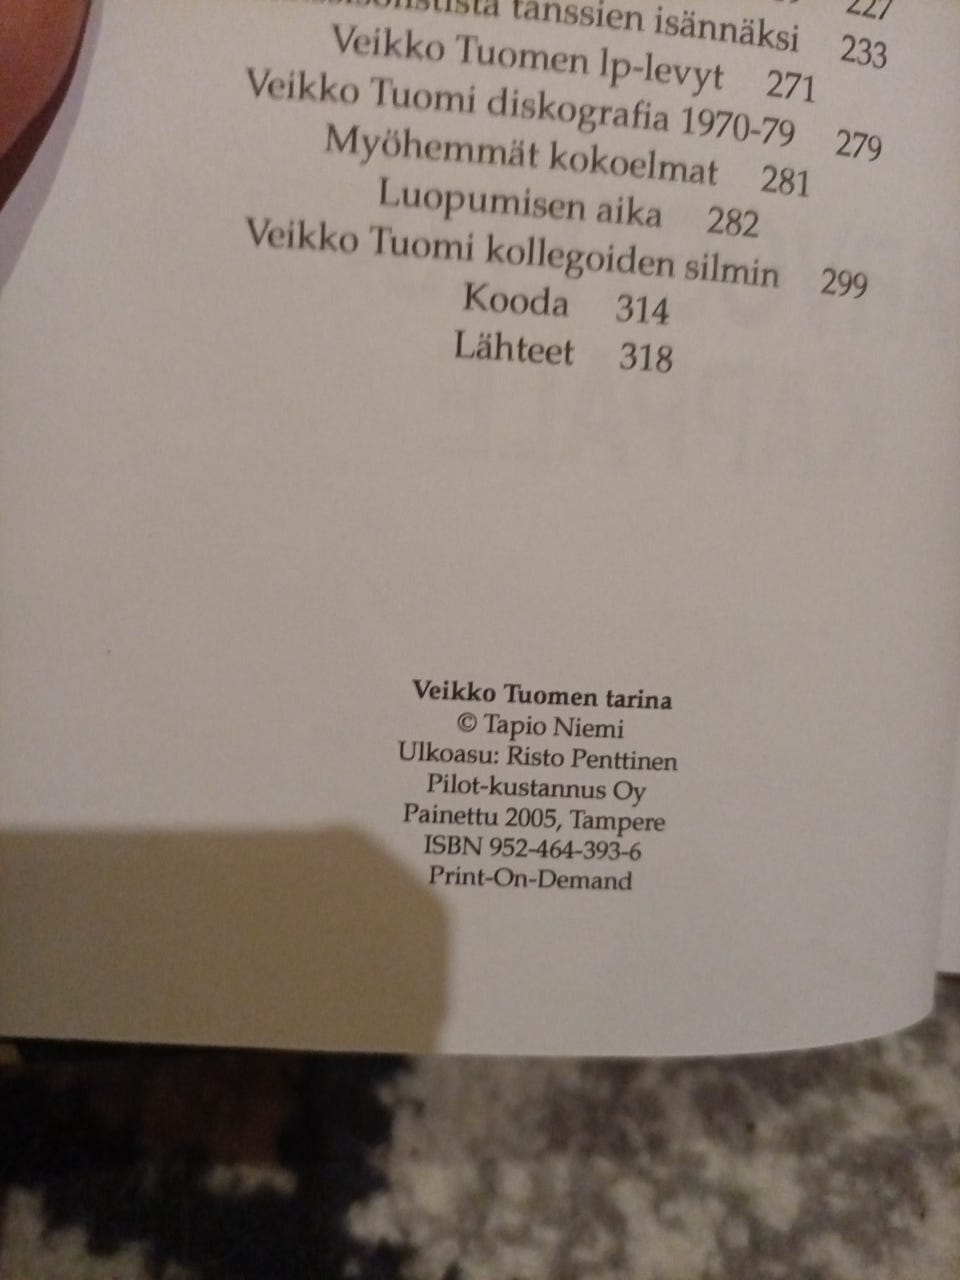 227
tanssien isännäksi 233
Veikko Tuomen lp-levyt 271
Veikko Tuomi diskografia 1970-79 279
Myöhemmät kokoelmat 281
Luopumisen aika 282
Veikko Tuomi kollegoiden silmin 299
Kooda 314
Lähteet 318
Veikko Tuomen tarina
© Tapio Niemi
Ulkoasu: Risto Penttinen
Pilot-kustannus Oy
Painettu 2005, Tampere
ISBN 952-464-393-6
Print-On-Demand